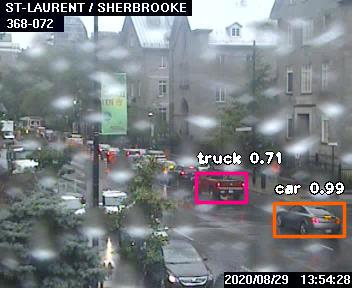 ST-LAURENT / SHERBROOKE
368-072
truck 0.71
car 0.99
2020/08/29 13:54:28